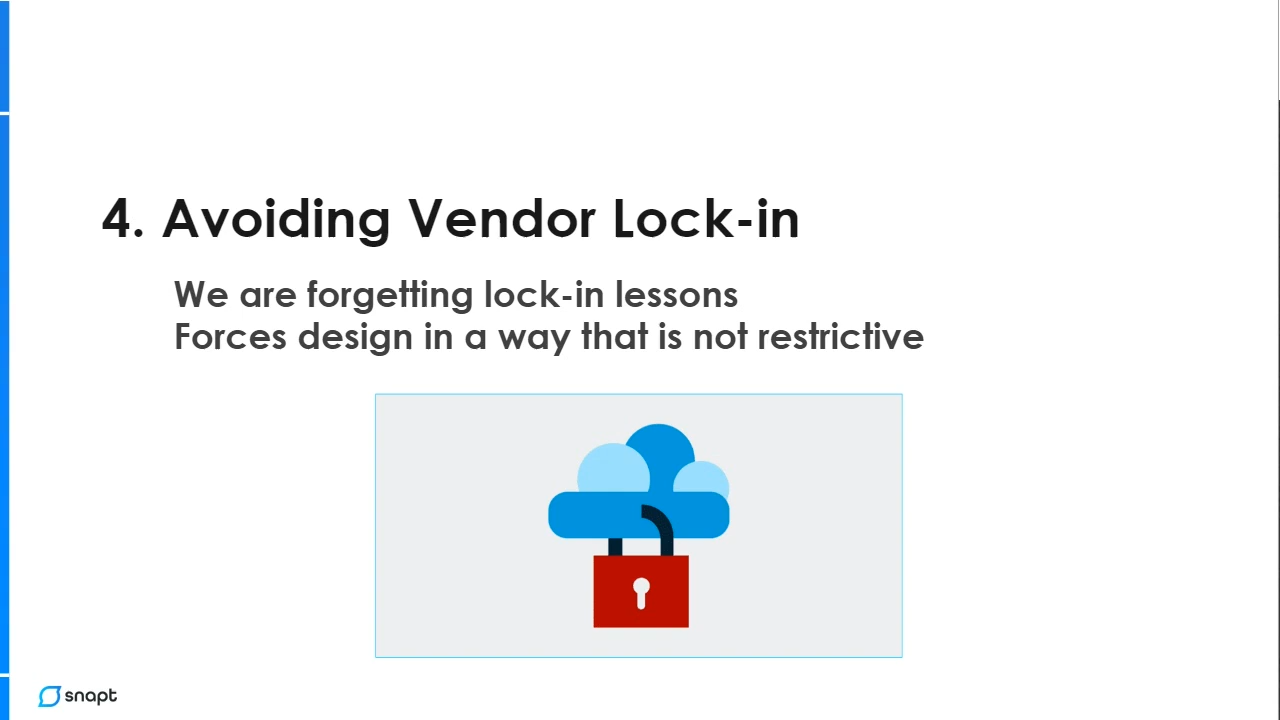 4. Avoiding Vendor Lock-in
We are forgetting lock-in lessons
Forces design in a way that is not restrictive
snapt